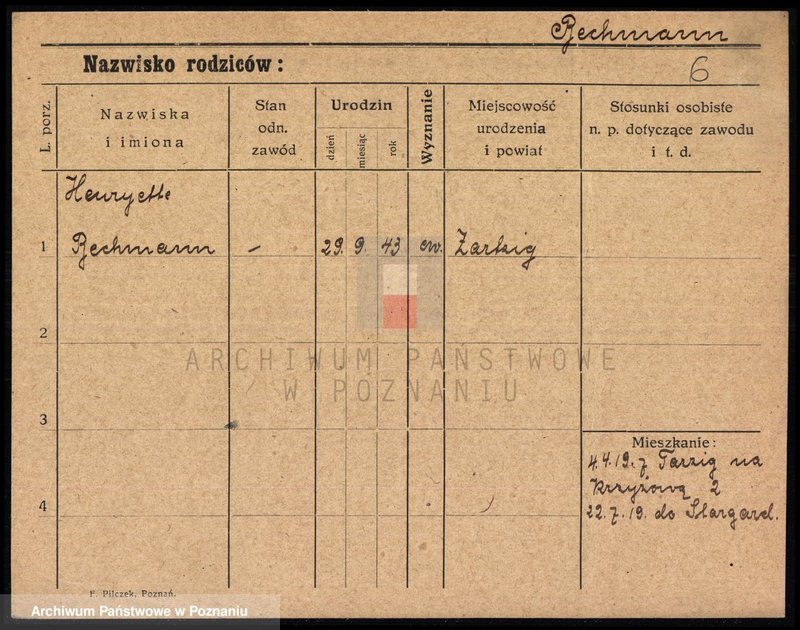 Rechmann
Nazwisko rodziców:
6
L. porz.
Nazwiska
i imiona
Stan
odn.
zawód
Urodzin
dzień
miesiąc
rok
Wyznanie
Miejscowość
urodzenia
i powiat
Stosunki osobiste
n. p. dotyczące zawodu
i t. d.
Henryette
1 Rechmann – 29. 9. 43 ew. Zartzig
2
ARCHIWUM PAŃSTWOWE
W POZNANIU
3
Mieszkanie:
4.4.19. z Tarzig na
Krzyżową 2
4
22.7.19. do Stargard.
F. Pilczek, Poznań.
Archiwum Państwowe w Poznaniu